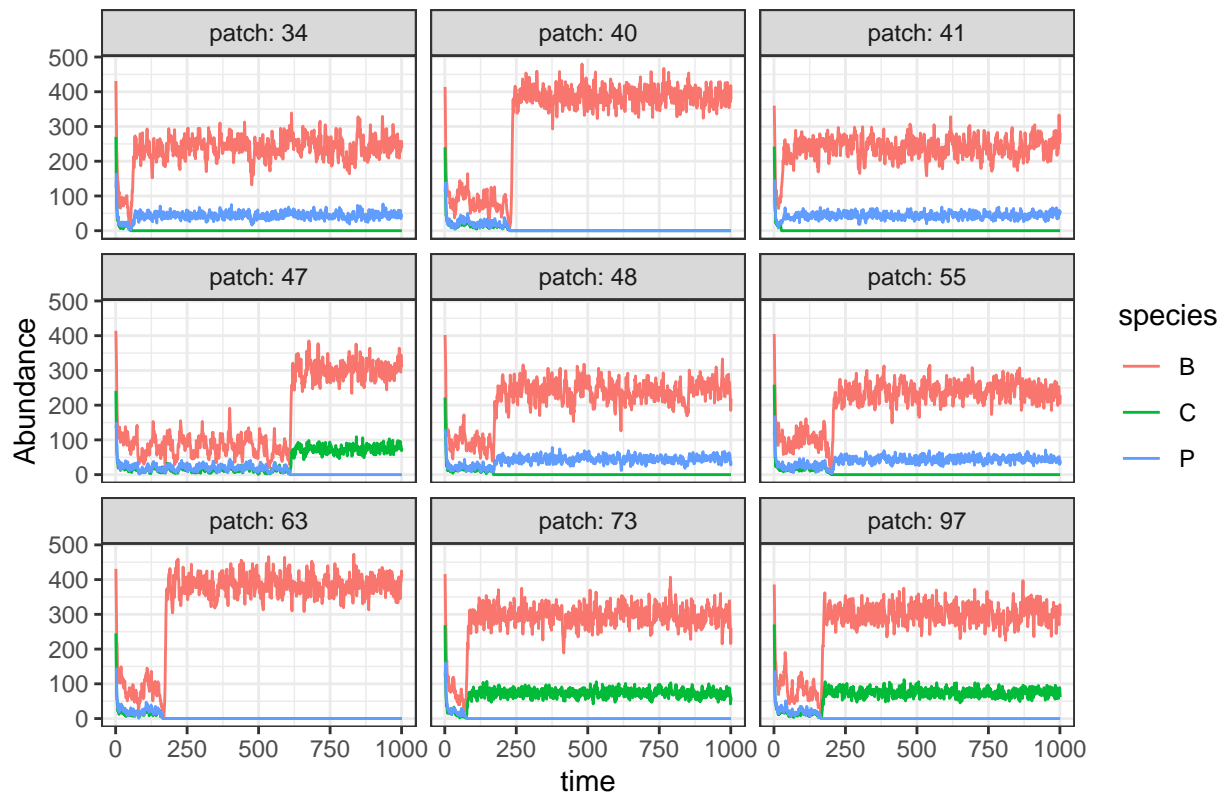 patch: 34
patch: 40
patch: 41
500
400
300
200
100
0
patch: 47
patch: 48
patch: 55
500
400
300
200
100
0
patch: 63
patch: 73
patch: 97
500
400
300
200
100
0
0 250 500 750 1000
0 250 500 750 1000
0 250 500 750 1000
time
Abundance
species
B
C
P